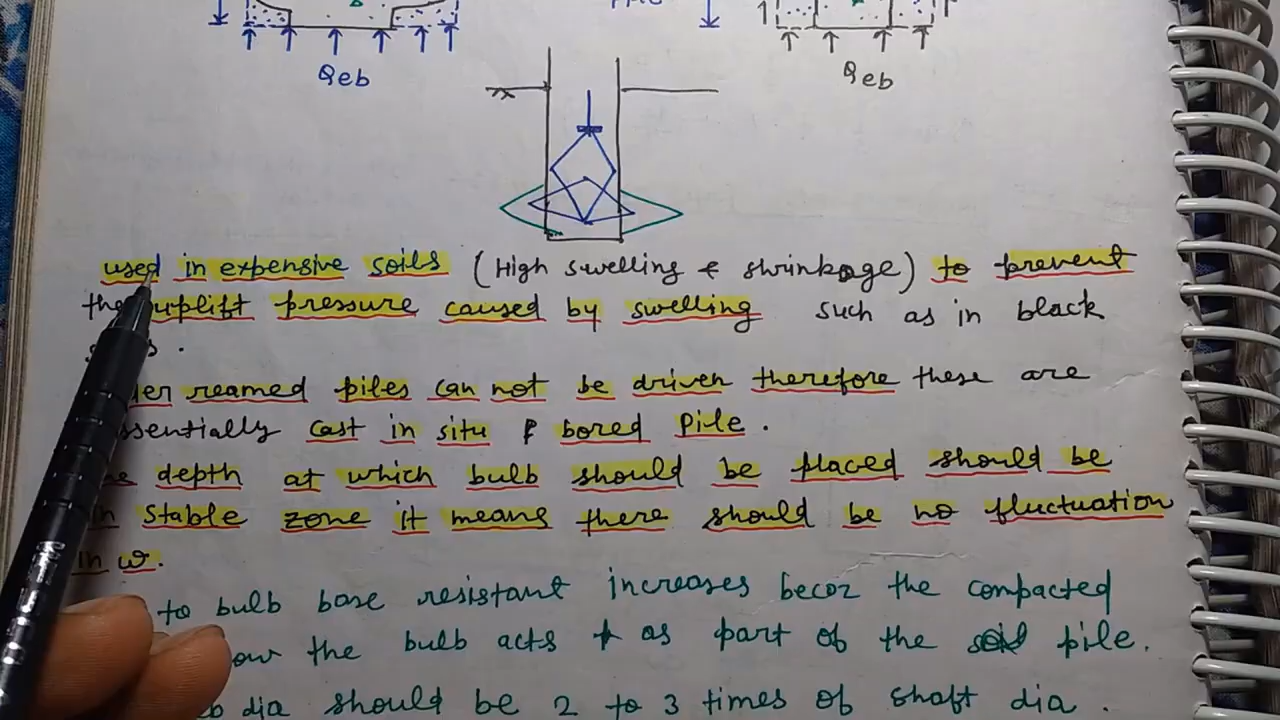 Qeb
Qeb
used in expensive soils (High swelling & shrinkage) to prevent
the uplift pressure caused by swelling such as in black
reamed piles can not be driven therefore these are
cast in situ & bored pile.
depth at which bulb should be placed should be
in stable zone it means there should be no fluctuation
in w.
to bulb base resistant increases becoz the compacted
the bulb acts as part of the pile.
dia should be 2 to 3 times of shaft dia.